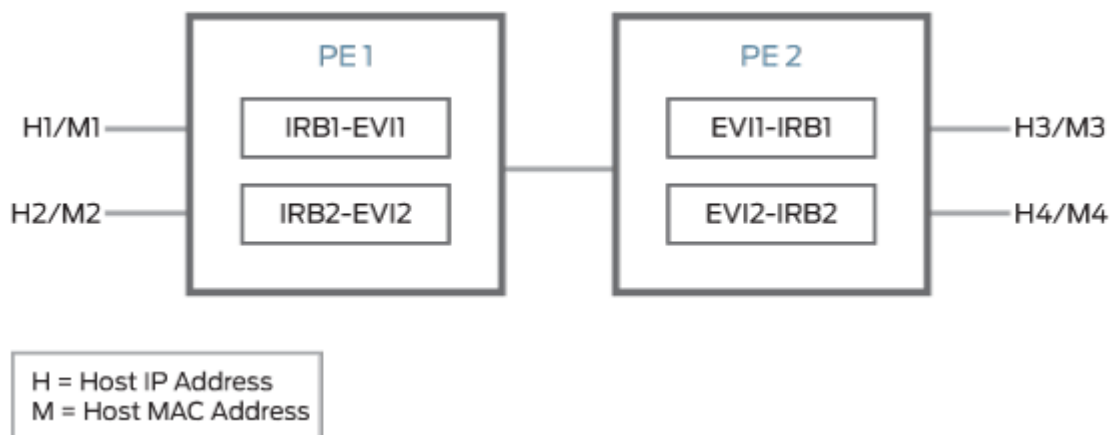 PE 1
PE 2
H1/M1
IRB1-EVI1
EVI1-IRB1
H3/M3
H2/M2
IRB2-EVI2
EVI2-IRB2
H4/M4
H = Host IP Address
M = Host MAC Address